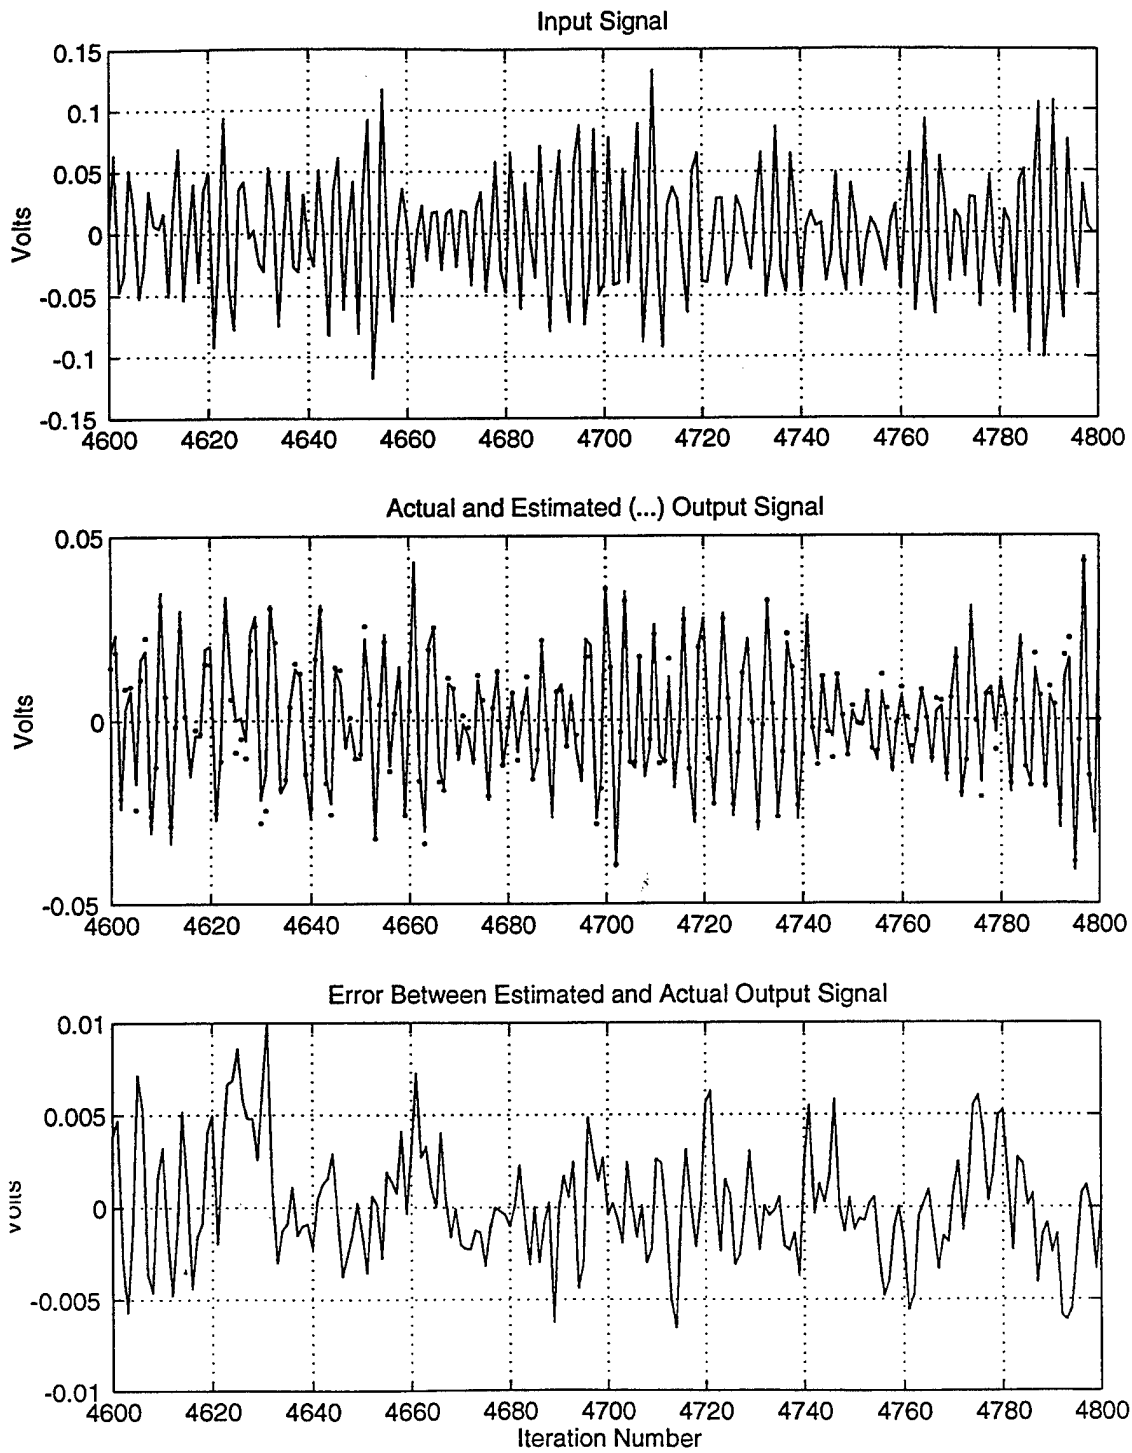 Input Signal
0.15
0.1
0.05
0
-0.05
-0.1
-0.15
Volts
4600 4620 4640 4660 4680 4700 4720 4740 4760 4780 4800
Actual and Estimated (...) Output Signal
0.05
0
-0.05
Volts
4600 4620 4640 4660 4680 4700 4720 4740 4760 4780 4800
Error Between Estimated and Actual Output Signal
0.01
0.005
0
-0.005
-0.01
Volts
4600 4620 4640 4660 4680 4700 4720 4740 4760 4780 4800
Iteration Number